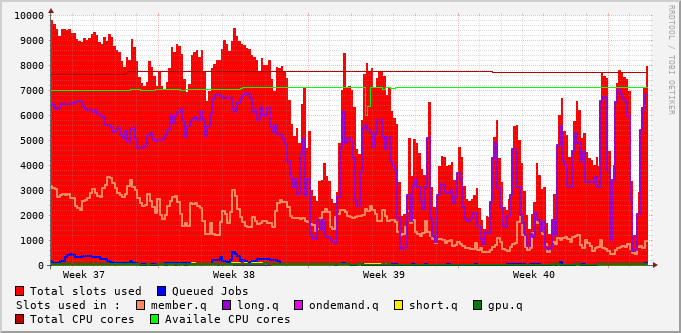 10000
9000
8000
7000
6000
5000
4000
3000
2000
1000
0
Week 37 Week 38 Week 39 Week 40
RRDTOOL / TOBI OETIKER
Total slots used Queued Jobs
Slots used in : member.q long.q ondemand.q short.q gpu.q
Total CPU cores Availale CPU cores